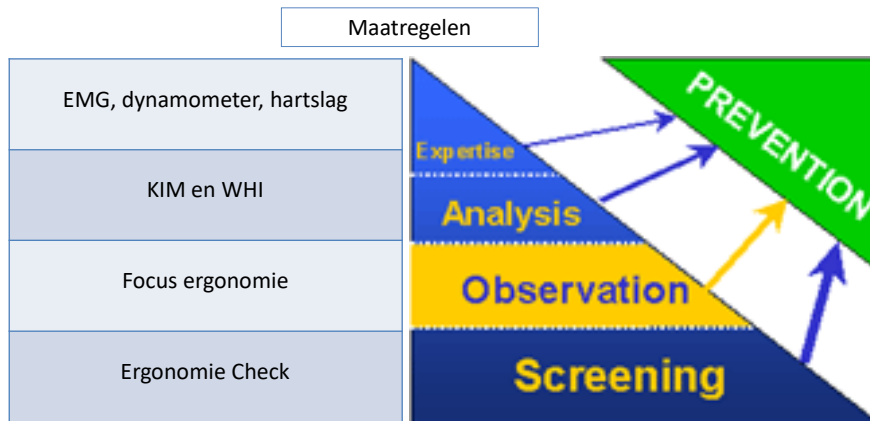 Maatregelen
EMG, dynamometer, hartslag
KIM en WHI
Focus ergonomie
Ergonomie Check
Expertise
Analysis
Observation
Screening
PREVENTION